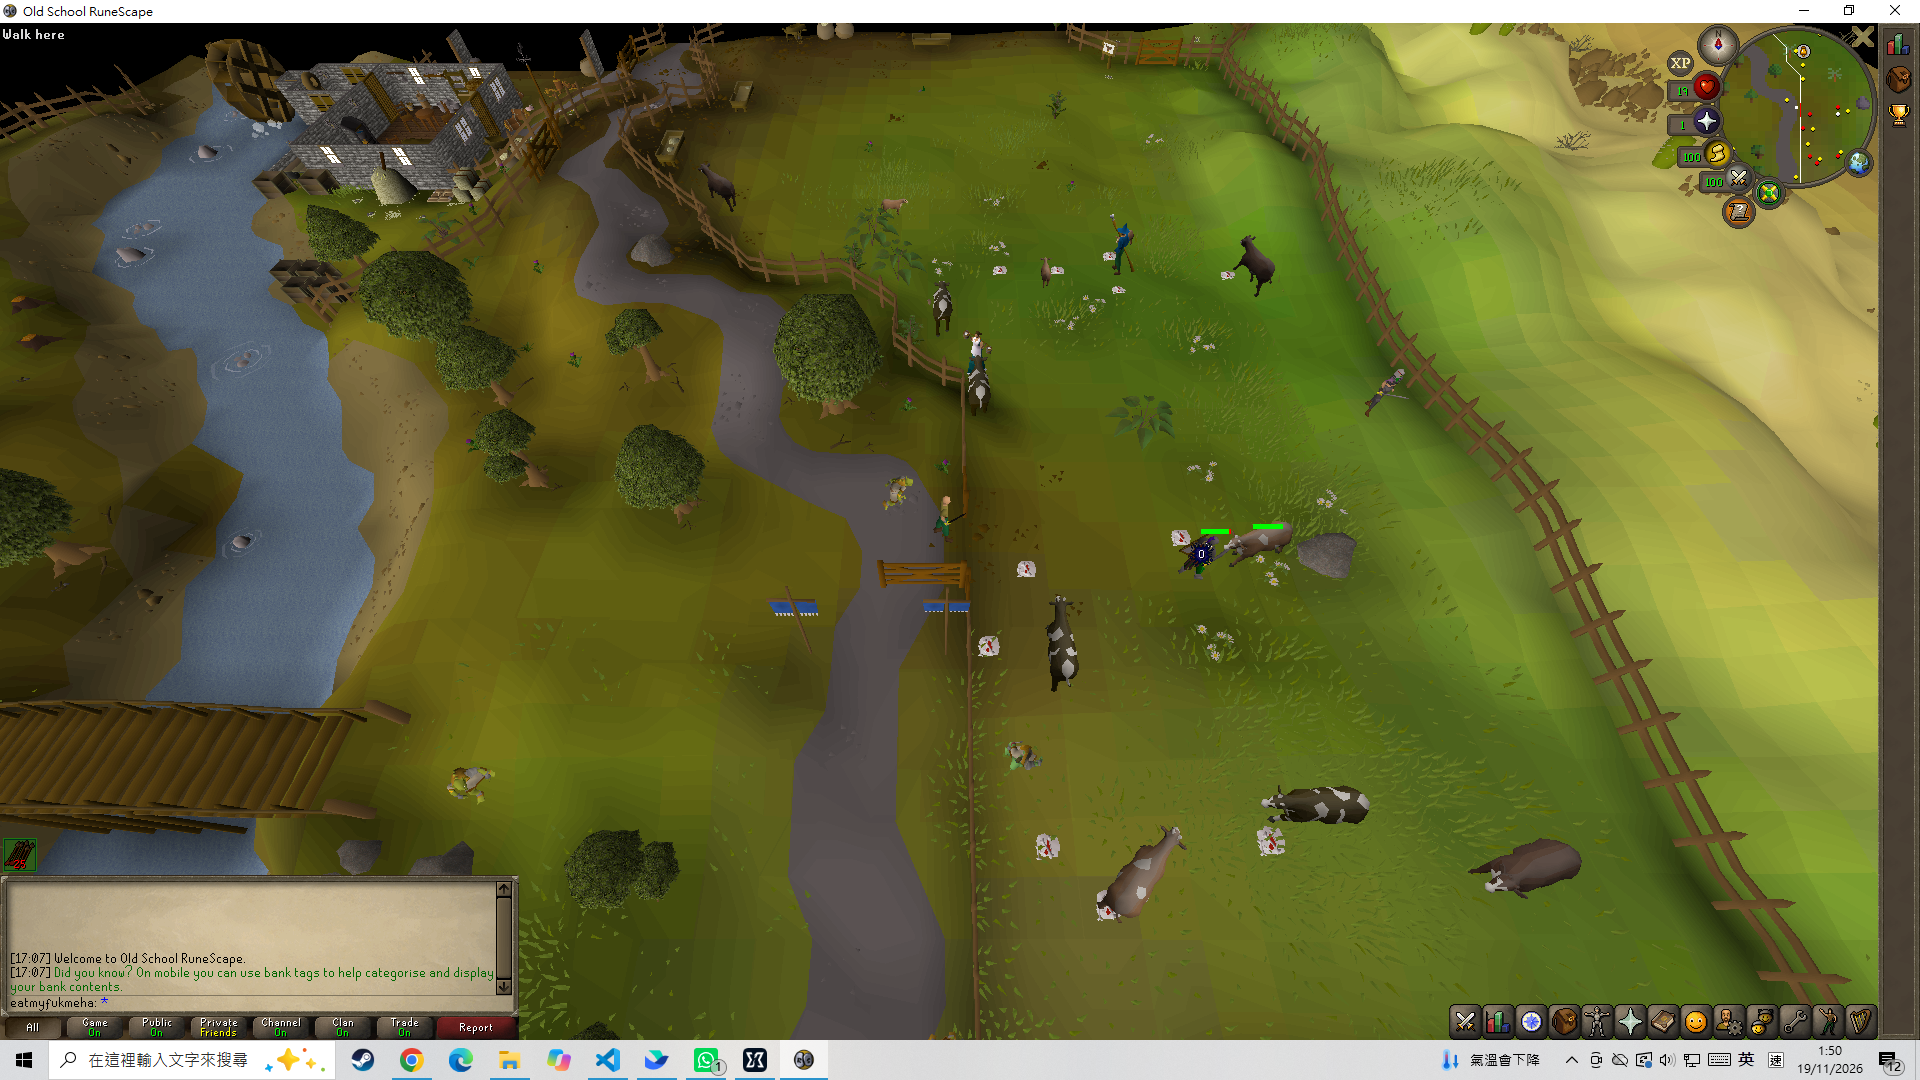 Old School RuneScape
Walk here
N
XP
19
1
100
100
0
25
[17:07] Welcome to Old School RuneScape.
[17:07] Did you know? On mobile you can use bank tags to help categorise and display
your bank contents.
eatmyfukmeha: *
All
Game
On
Public
On
Private
Friends
Channel
On
Clan
On
Trade
On
Report
在這裡輸入文字來搜尋
1
氣溫會下降
英
速
1:50
19/11/2026
12